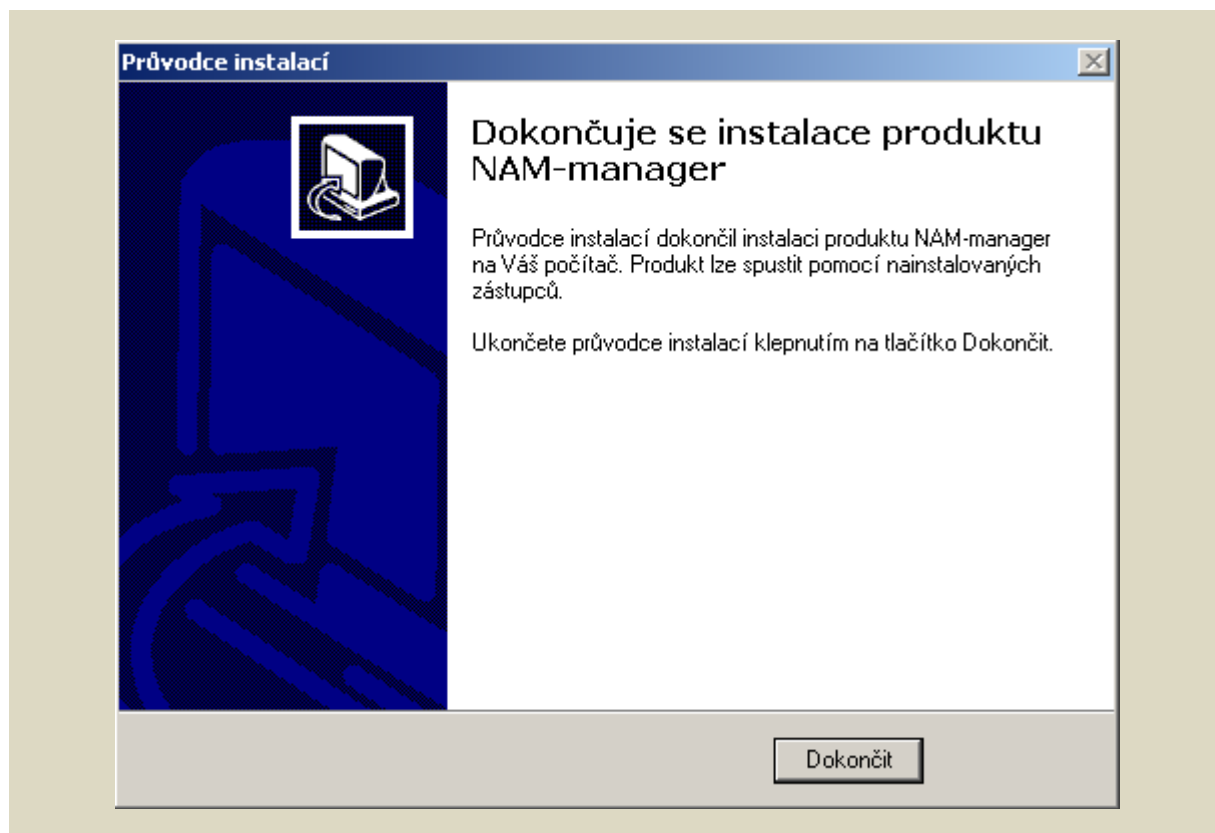 Průvodce instalací
Dokončuje se instalace produktu
NAM-manager
Průvodce instalací dokončil instalaci produktu NAM-manager
na Váš počítač. Produkt lze spustit pomocí nainstalovaných
zástupců.
Ukončete průvodce instalací klepnutím na tlačítko Dokončit.
Dokončit